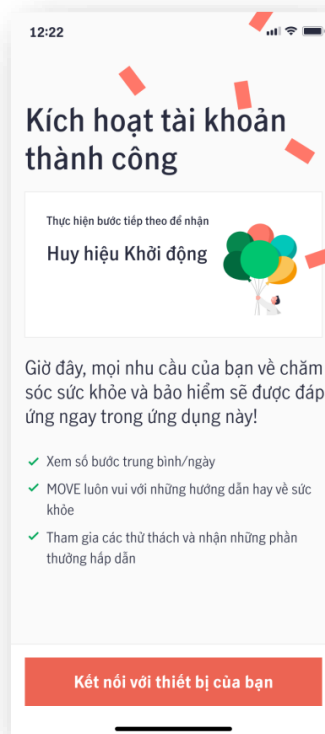 12:22
Kích hoạt tài khoản
thành công
Thực hiện bước tiếp theo để nhận
Huy hiệu Khởi động
Giờ đây, mọi nhu cầu của bạn về chăm
sóc sức khỏe và bảo hiểm sẽ được đáp
ứng ngay trong ứng dụng này!
Xem số bước trung bình/ngày
MOVE luôn vui với những hướng dẫn hay về sức
khỏe
Tham gia các thử thách và nhận những phần
thưởng hấp dẫn
Kết nối với thiết bị của bạn